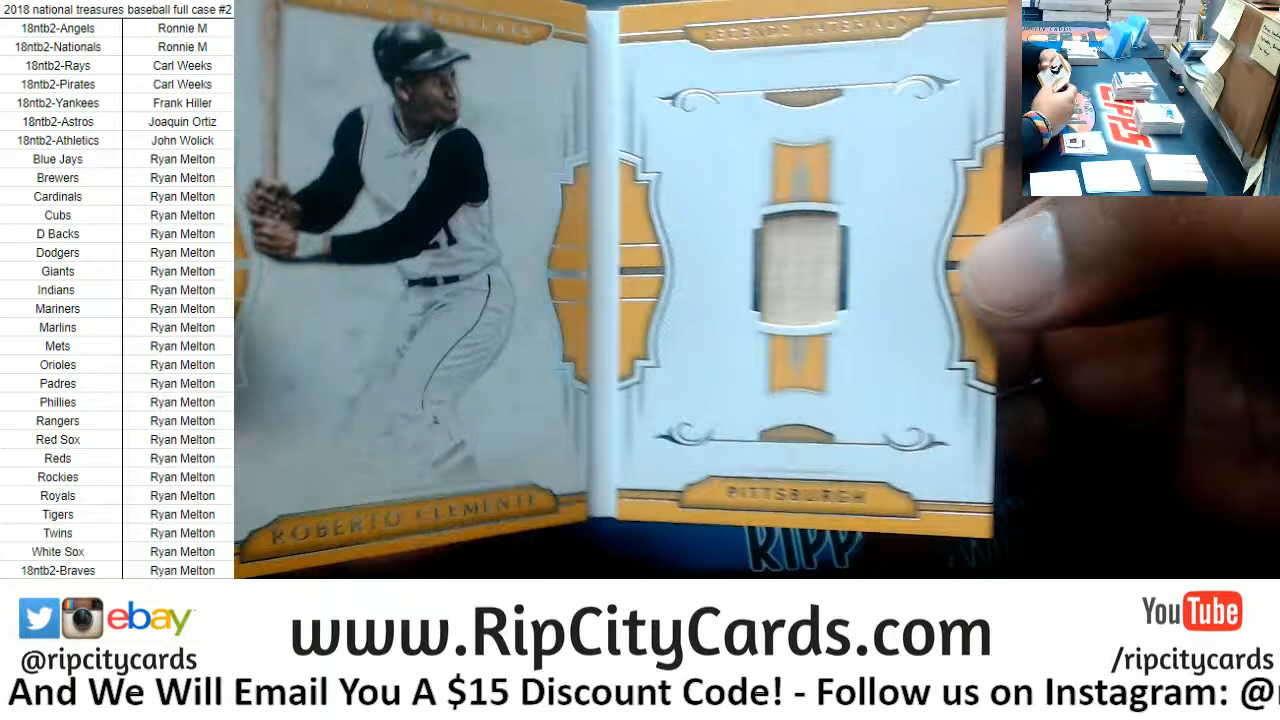 2018 national treasures baseball full case #2
18ntb2-Angels Ronnie M
18ntb2-Nationals Ronnie M
18ntb2-Rays Carl Weeks
18ntb2-Pirates Carl Weeks
18ntb2-Yankees Frank Hiller
18ntb2-Astros Joaquin Ortiz
18ntb2-Athletics John Wolick
Blue Jays Ryan Melton
Brewers Ryan Melton
Cardinals Ryan Melton
Cubs Ryan Melton
D Backs Ryan Melton
Dodgers Ryan Melton
Giants Ryan Melton
Indians Ryan Melton
Mariners Ryan Melton
Marlins Ryan Melton
Mets Ryan Melton
Orioles Ryan Melton
Padres Ryan Melton
Phillies Ryan Melton
Rangers Ryan Melton
Red Sox Ryan Melton
Reds Ryan Melton
Rockies Ryan Melton
Royals Ryan Melton
Tigers Ryan Melton
Twins Ryan Melton
White Sox Ryan Melton
18ntb2-Braves Ryan Melton
LEGENDS MATERIALS
21
ROBERTO CLEMENTE
PITTSBURGH
RIPP
ebay
@ripcitycards
www.RipCityCards.com
YouTube
/ripcitycards
And We Will Email You A $15 Discount Code! - Follow us on Instagram: